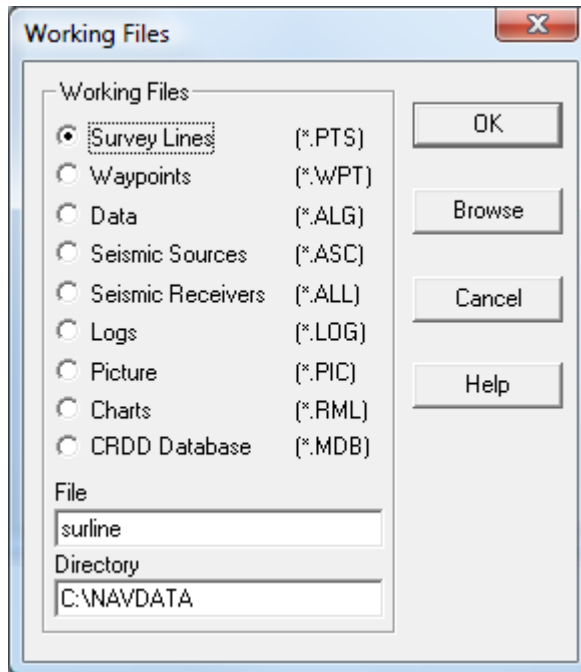 Working Files
Working Files
Survey Lines (*.PTS)
Waypoints (*.WPT)
Data (*.ALG)
Seismic Sources (*.ASC)
Seismic Receivers (*.ALL)
Logs (*.LOG)
Picture (*.PIC)
Charts (*.RML)
CRDD Database (*.MDB)
File
surline
Directory
C:\NAVDATA
OK
Browse
Cancel
Help